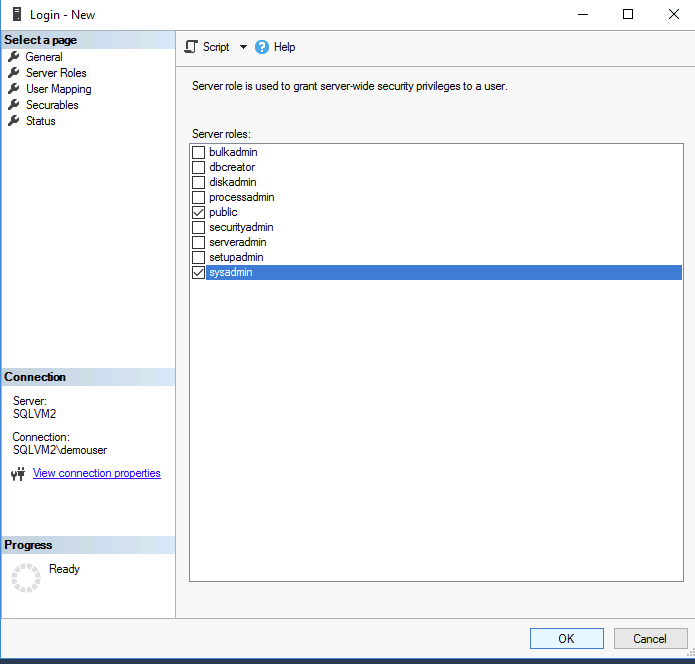 Login - New
Select a page
General
Server Roles
User Mapping
Securables
Status
Script
Help
Server role is used to grant server-wide security privileges to a user.
Server roles:
bulkadmin
dbcreator
diskadmin
processadmin
public
securityadmin
serveradmin
setupadmin
sysadmin
Connection
Server:
SQLVM2
Connection:
SQLVM2\demouser
View connection properties
Progress
Ready
OK
Cancel